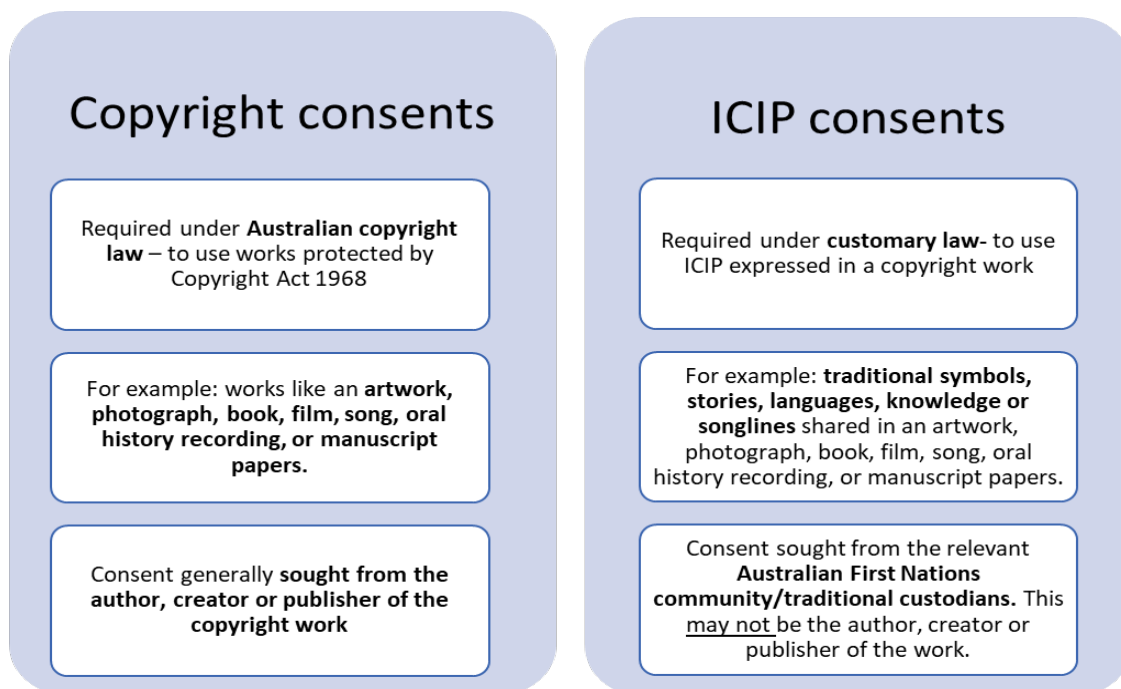 Copyright consents
Required under Australian copyright
law – to use works protected by
Copyright Act 1968
For example: works like an artwork,
photograph, book, film, song, oral
history recording, or manuscript
papers.
Consent generally sought from the
author, creator or publisher of the
copyright work
ICIP consents
Required under customary law- to use
ICIP expressed in a copyright work
For example: traditional symbols,
stories, languages, knowledge or
songlines shared in an artwork,
photograph, book, film, song, oral
history recording, or manuscript papers.
Consent sought from the relevant
Australian First Nations
community/traditional custodians. This
may not be the author, creator or
publisher of the work.